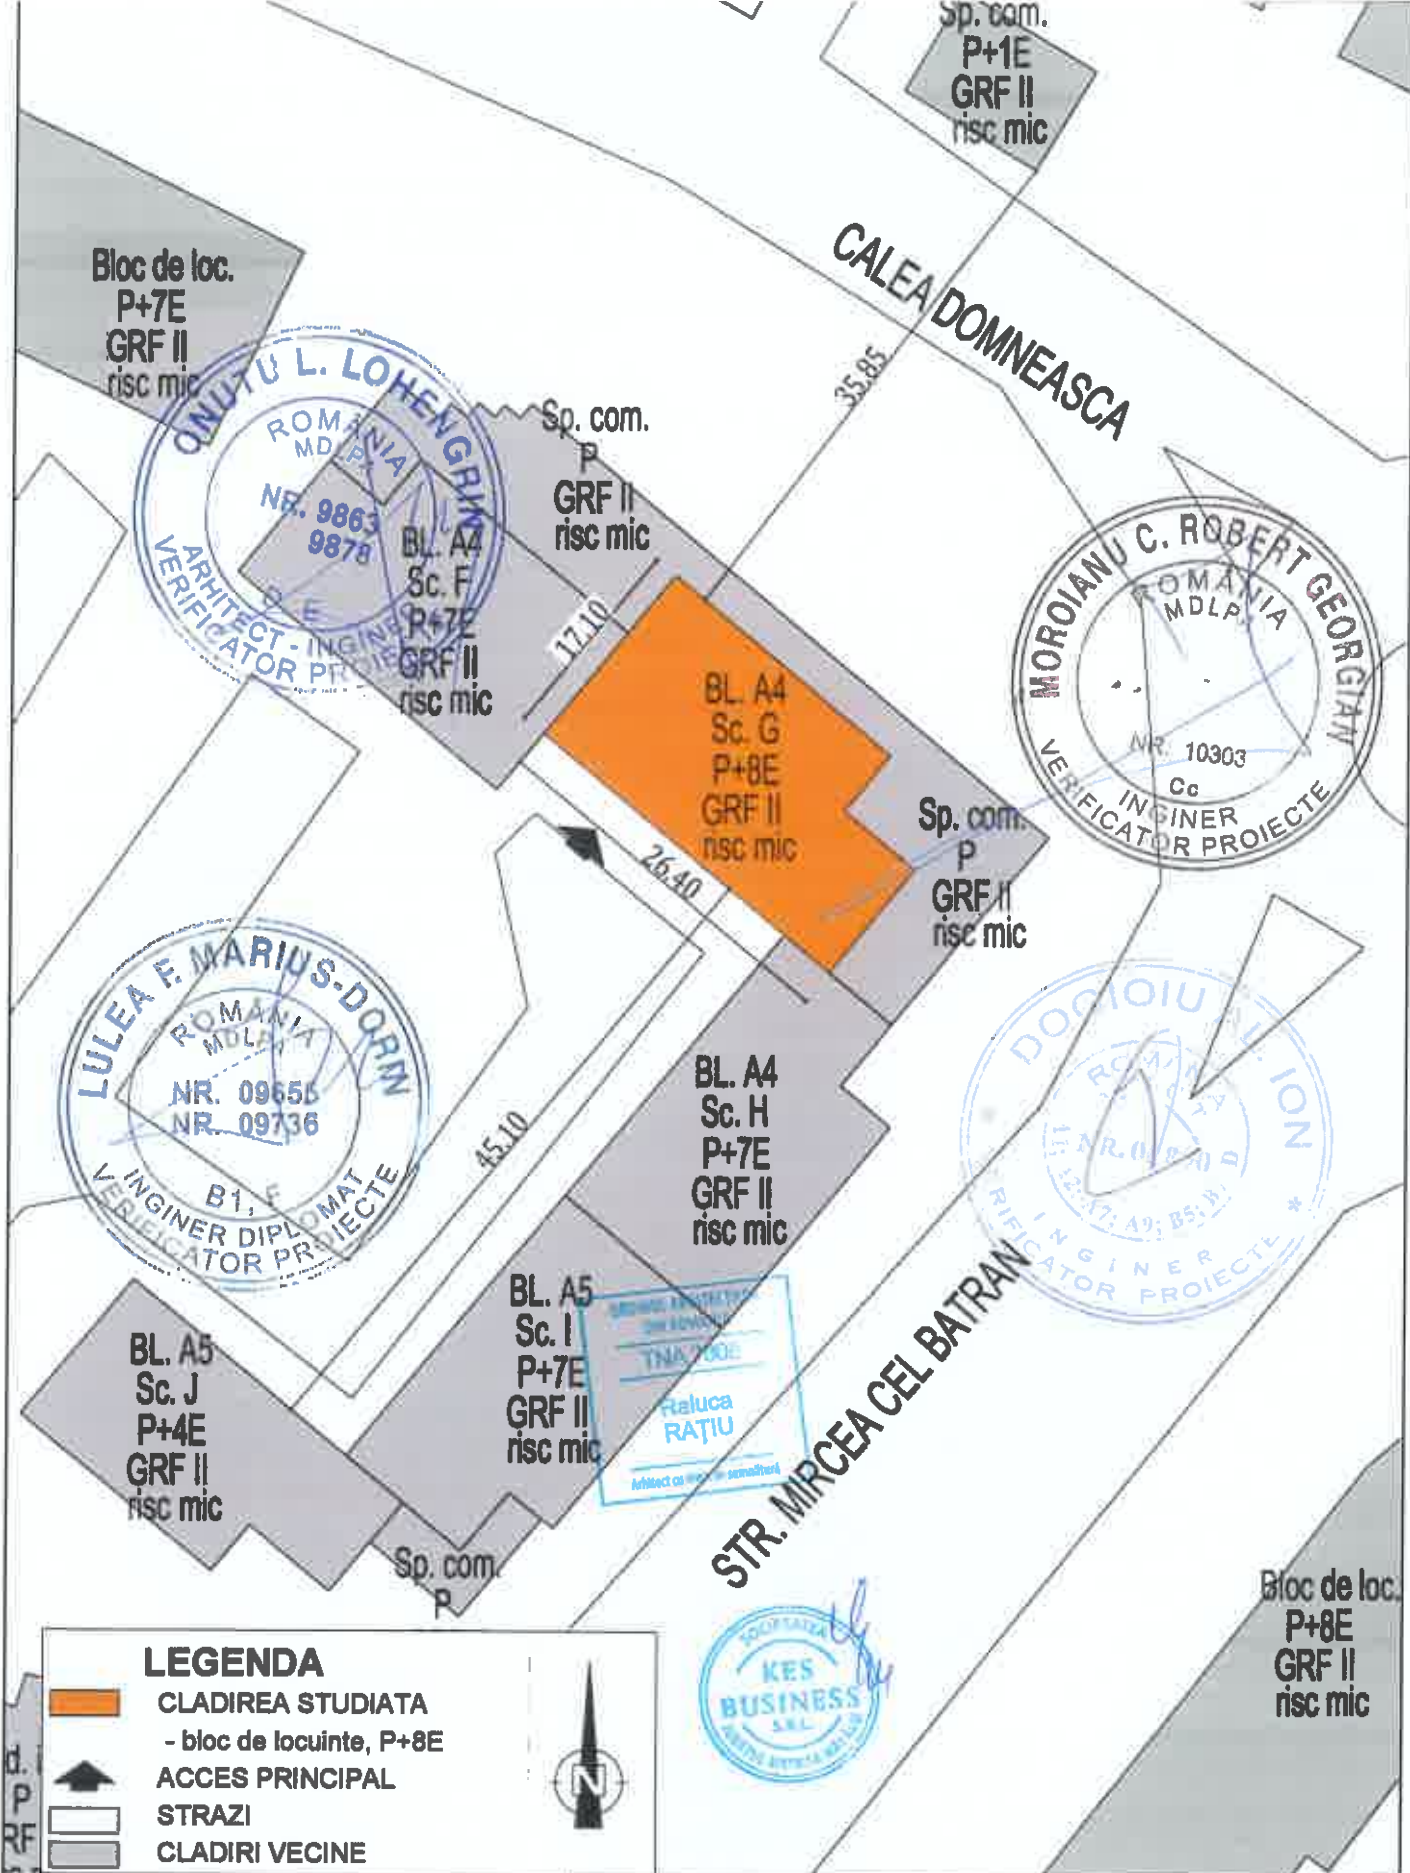 Sp. com.
P+1E
GRF II
risc mic
CALEA DOMNEASCA
Bloc de loc.
P+7E
GRF II
risc mic
35.85
ONUTU L. LOHENGRIN
ROMÂNIA
MDLPA
NR. 9863
9878
ARHITECT - INGINER
VERIFICATOR PROIECTE
Sp. com.
P
GRF II
risc mic
BL. A4
Sc. F
P+7E
GRF II
risc mic
17.10
MOROIANU C. ROBERT GEORGIAN
ROMÂNIA
MDLPA
NR. 10303
Cc
INGINER
VERIFICATOR PROIECTE
BL. A4
Sc. G
P+8E
GRF II
risc mic
Sp. com.
P
GRF II
risc mic
26.40
LULEA F. MARIUS-DORIN
ROMÂNIA
MDLPA
NR. 09655
NR. 09736
B1, F
INGINER DIPLOMAT
VERIFICATOR PROIECTE
45.10
BL. A4
Sc. H
P+7E
GRF II
risc mic
ION
ROMANIA
INGINER
VERIFICATOR PROIECTE *
BL. A5
Sc. I
P+7E
GRF II
risc mic
Raluca
RAȚIU
STR. MIRCEA CEL BATRAN
BL. A5
Sc. J
P+4E
GRF II
risc mic
Sp. com.
P
Bloc de loc.
P+8E
GRF II
risc mic
SOCIETATEA
KES
BUSINESS
S.R.L.
LEGENDA
CLADIREA STUDIATA
- bloc de locuinte, P+8E
ACCES PRINCIPAL
STRAZI
CLADIRI VECINE
N
d.
P
RF